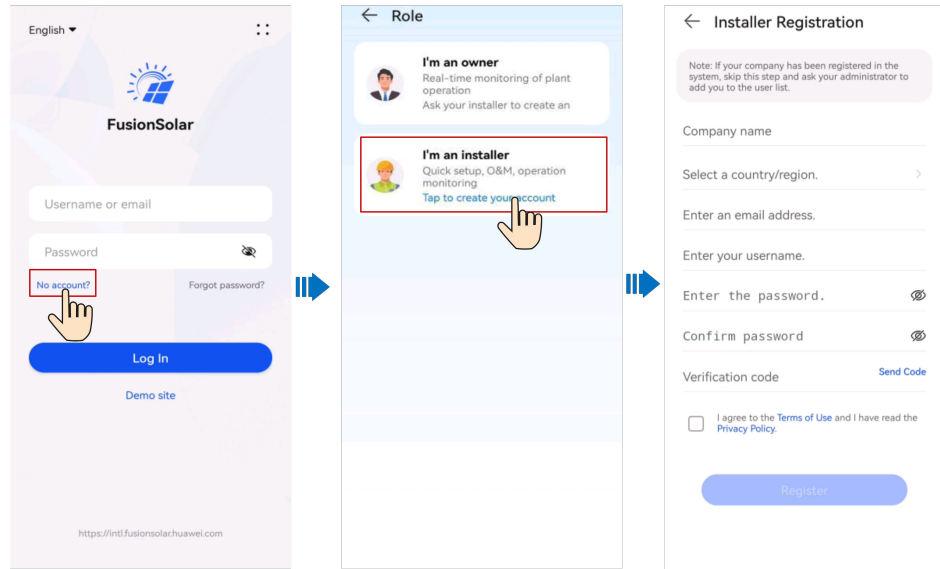 English
FusionSolar
Username or email
Password
No account?
Forgot password?
Log In
Demo site
https://intl.fusionsolar.huawei.com
Role
I'm an owner
Real-time monitoring of plant
operation
Ask your installer to create an
I'm an installer
Quick setup, O&M, operation
monitoring
Tap to create your account
Installer Registration
Note: If your company has been registered in the
system, skip this step and ask your administrator to
add you to the user list.
Company name
Select a country/region.
Enter an email address.
Enter your username.
Enter the password.
Confirm password
Verification code
Send Code
I agree to the Terms of Use and I have read the
Privacy Policy.
Register